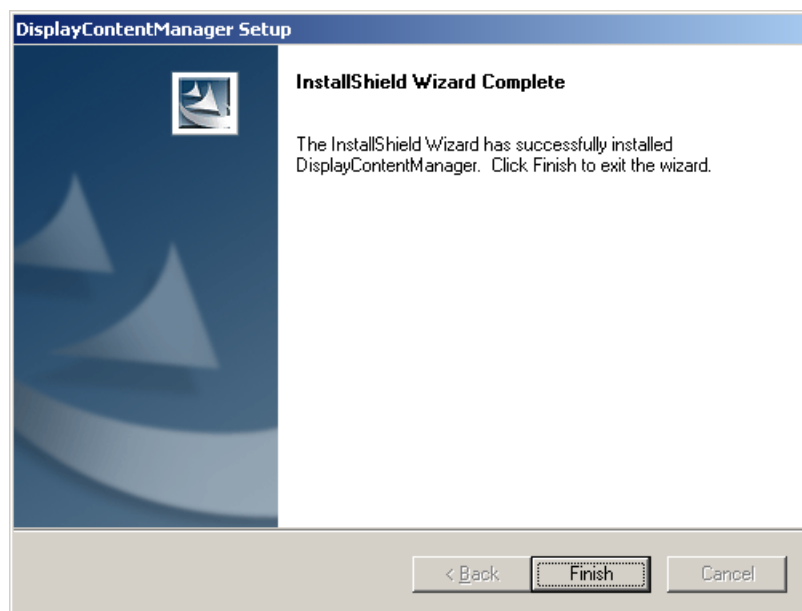 DisplayContentManager Setup
InstallShield Wizard Complete
The InstallShield Wizard has successfully installed
DisplayContentManager.  Click Finish to exit the wizard.
< Back
Finish
Cancel